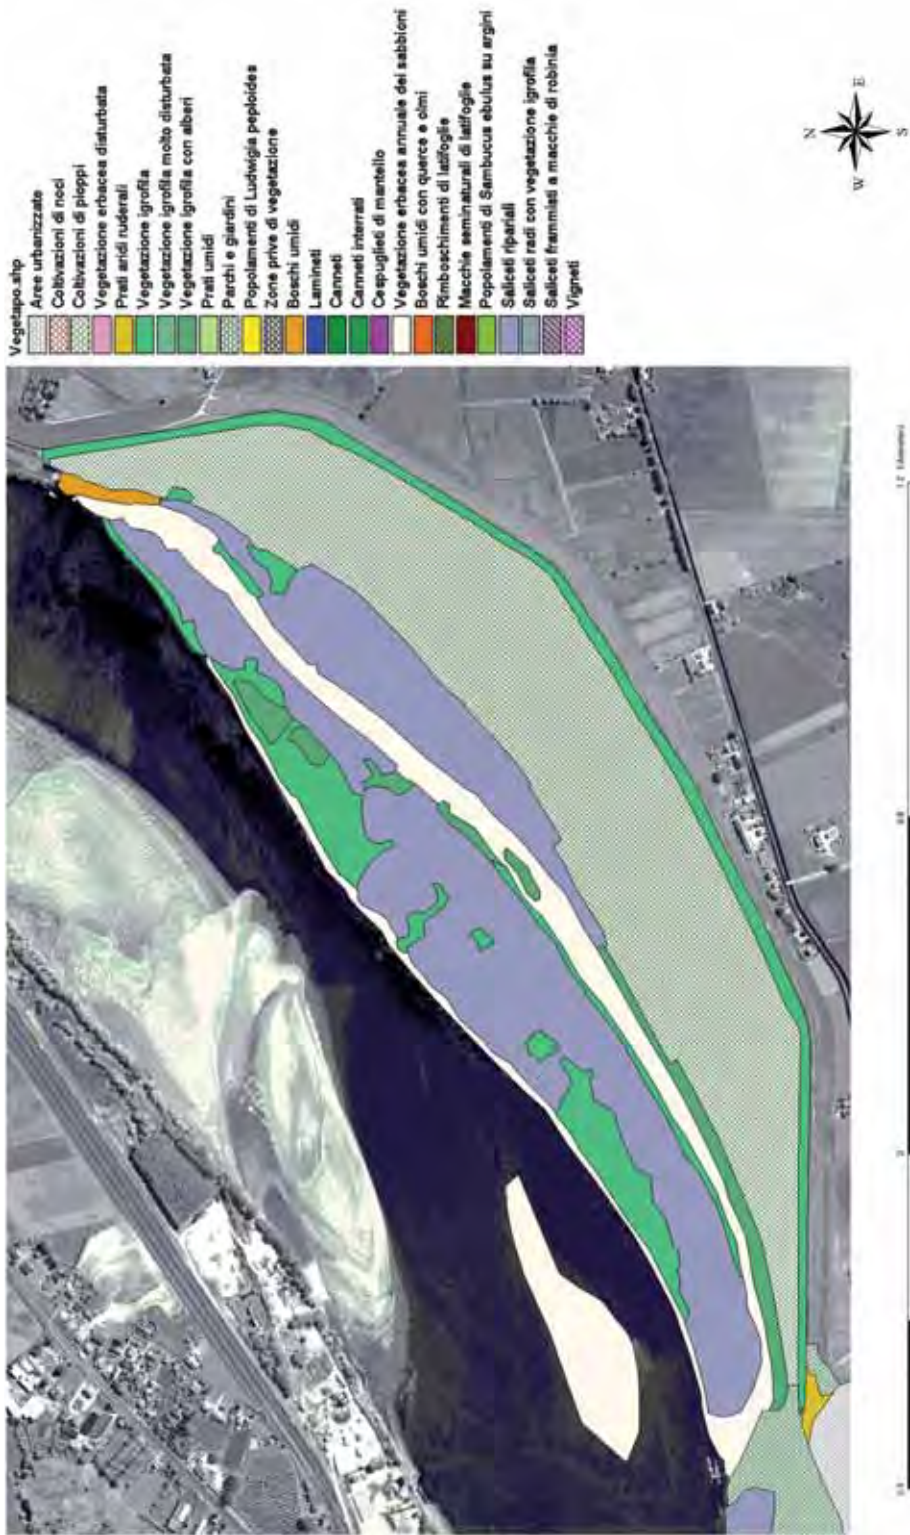 Vegetapo.shp
Aree urbanizzate
Coltivazioni di noci
Coltivazioni di pioppi
Vegetazione erbacea disturbata
Prati aridi ruderali
Vegetazione igrofila
Vegetazione igrofila molto disturbata
Vegetazione igrofila con alberi
Prati umidi
Parchi e giardini
Popolamenti di Ludwigia peploides
Zone prive di vegetazione
Boschi umidi
Lamineti
Canneti
Canneti interrati
Cespuglieti di mantello
Vegetazione erbacea annuale dei sabbioni
Boschi umidi con querce e olmi
Rimboschimenti di latifoglie
Macchie seminaturali di latifoglie
Popolamenti di Sambucus ebulus su argini
Saliceti ripariali
Saliceti radi con vegetazione igrofila
Saliceti frammisti a macchie di robinia
Vigneti
N
W
E
S